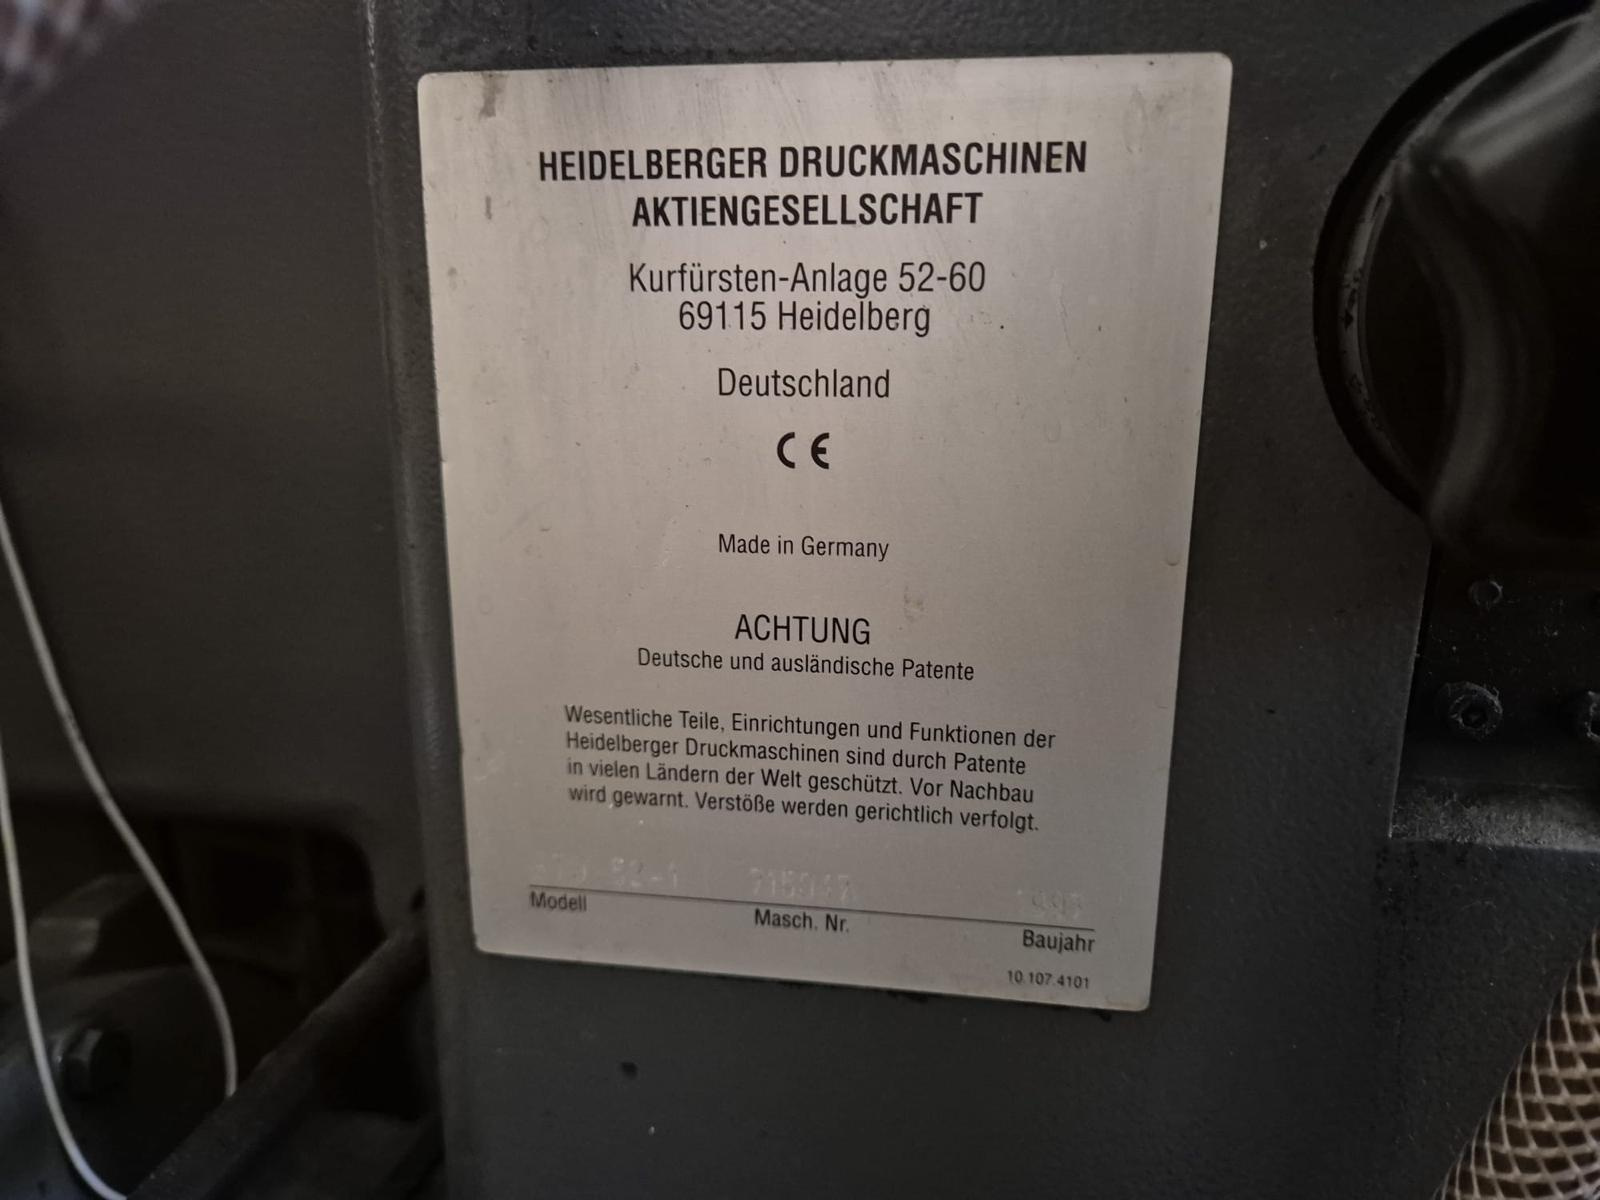 HEIDELBERGER DRUCKMASCHINEN
AKTIENGESELLSCHAFT
Kurfürsten-Anlage 52-60
69115 Heidelberg
Deutschland
CE
Made in Germany
ACHTUNG
Deutsche und ausländische Patente
Wesentliche Teile, Einrichtungen und Funktionen der
Heidelberger Druckmaschinen sind durch Patente
in vielen Ländern der Welt geschützt. Vor Nachbau
wird gewarnt. Verstöße werden gerichtlich verfolgt.
Modell Masch. Nr. Baujahr
10.107.4101